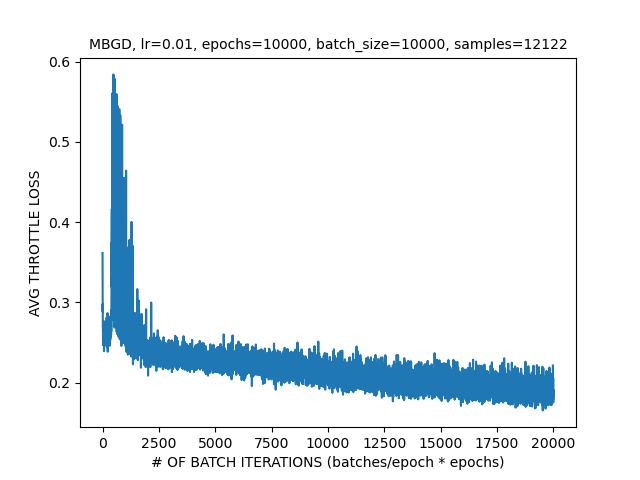 MBGD, lr=0.01, epochs=10000, batch_size=10000, samples=12122
0.6
0.5
0.4
0.3
0.2
AVG THROTTLE LOSS
0 2500 5000 7500 10000 12500 15000 17500 20000
# OF BATCH ITERATIONS (batches/epoch * epochs)